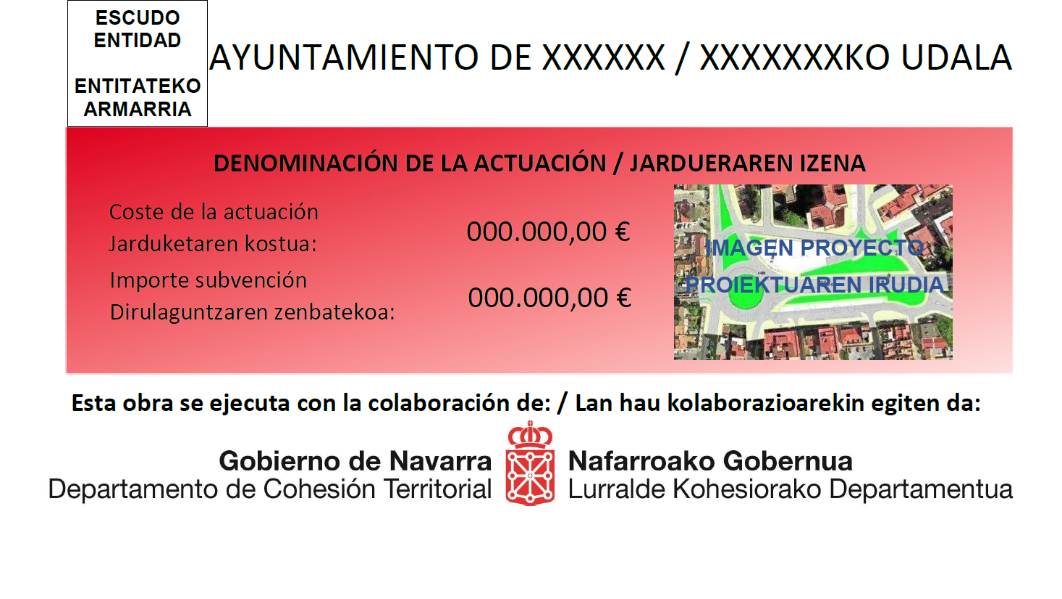 ESCUDO
ENTIDAD
ENTITATEKO
ARMARRIA
AYUNTAMIENTO DE XXXXXX / XXXXXXXKO UDALA
DENOMINACIÓN DE LA ACTUACIÓN / JARDUERAREN IZENA
Coste de la actuación
Jarduketaren kostua:
000.000,00 €
Importe subvención
Dirulaguntzaren zenbatekoa:
000.000,00 €
IMAGEN PROYECTO
PROIEKTUAREN IRUDIA
Esta obra se ejecuta con la colaboración de: / Lan hau kolaborazioarekin egiten da:
Gobierno de Navarra
Departamento de Cohesión Territorial
Nafarroako Gobernua
Lurralde Kohesiorako Departamentua